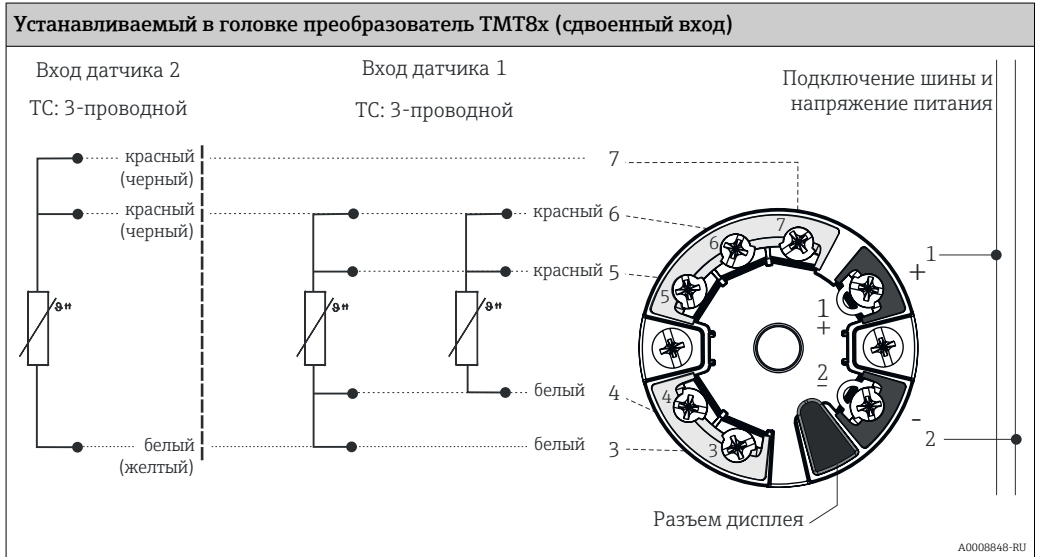 Устанавливаемый в головке преобразователь TMT8x (сдвоенный вход)
Вход датчика 2
ТС: 3-проводной
Вход датчика 1
ТС: 3-проводной
Подключение шины и
напряжение питания
красный
(черный)
красный
(черный)
белый
(желтый)
ϑ
ϑ
ϑ
красный
красный
белый
белый
7
6
5
4
3
7
6
5
4
3
1
+
2
-
1
+
-
2
Разъем дисплея
A0008848-RU